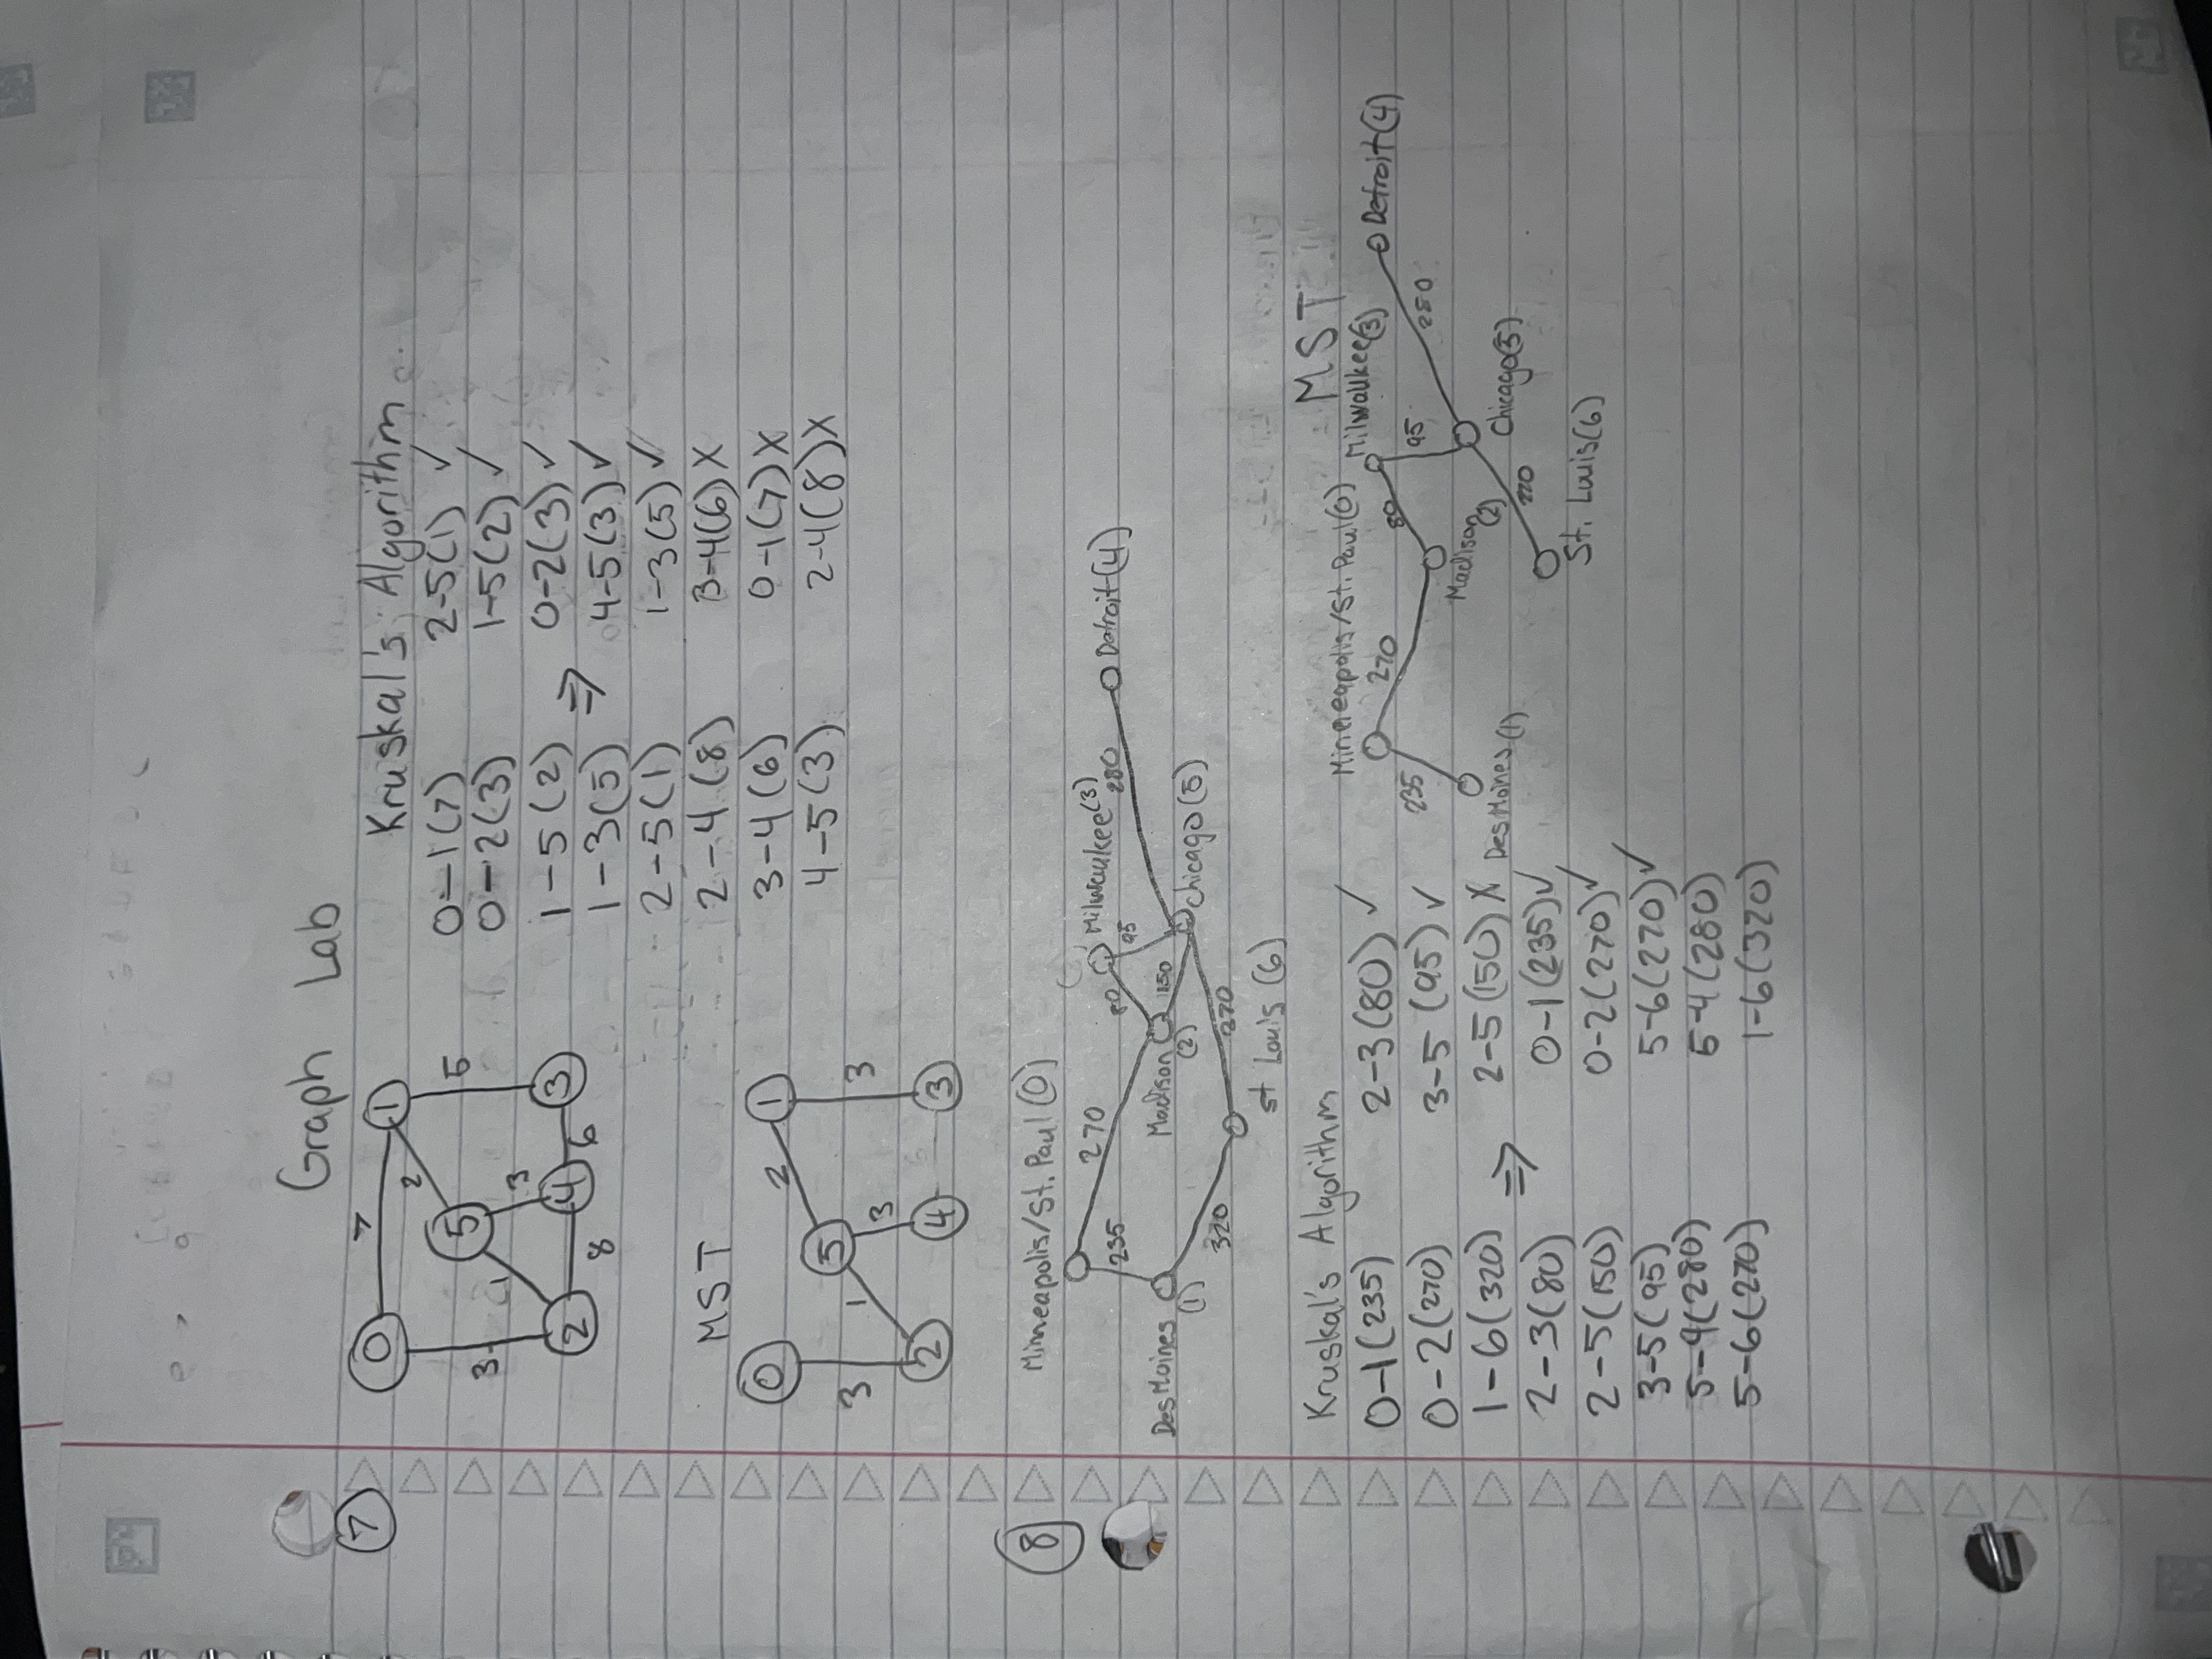 Graph Lab
7
0 7 1
2
5
5
3 1 3
2 8 4 6 3
Kruskal's Algorithm
0-1(7) 2-5(1) ✓
0-2(3) 1-5(2) ✓
1-5(2) ⇒ 0-2(3) ✓
1-3(5) 4-5(3) ✓
2-5(1) 1-3(5) ✓
2-4(8) 3-4(6) X
3-4(6) 0-1(7) X
4-5(3) 2-4(8) X
MST
0 2 1
5
3 1 3 3
2 4 3
8
Minneapolis/St. Paul (0)
270 80 Milwaukee(3) 280 Detroit(4)
235 95
Des Moines (1) Madison (2) 150 Chicago(5)
320 270
St Louis (6)
Kruskal's Algorithm
0-1(235) 2-3(80) ✓
0-2(270) 3-5(95) ✓
1-6(320) ⇒ 2-5(150) X
2-3(80) 0-1(235) ✓
2-5(150) 0-2(270) ✓
3-5(95) 5-6(270) ✓
5-4(280) 5-4(280)
5-6(270) 1-6(320)
MST
Mineneapolis/St. Paul(0) Milwaukee(3)
270 80 Detroit(4)
235 95 280
Madison (2)
Des Moines (1) Chicago(5)
270
St. Louis(6)